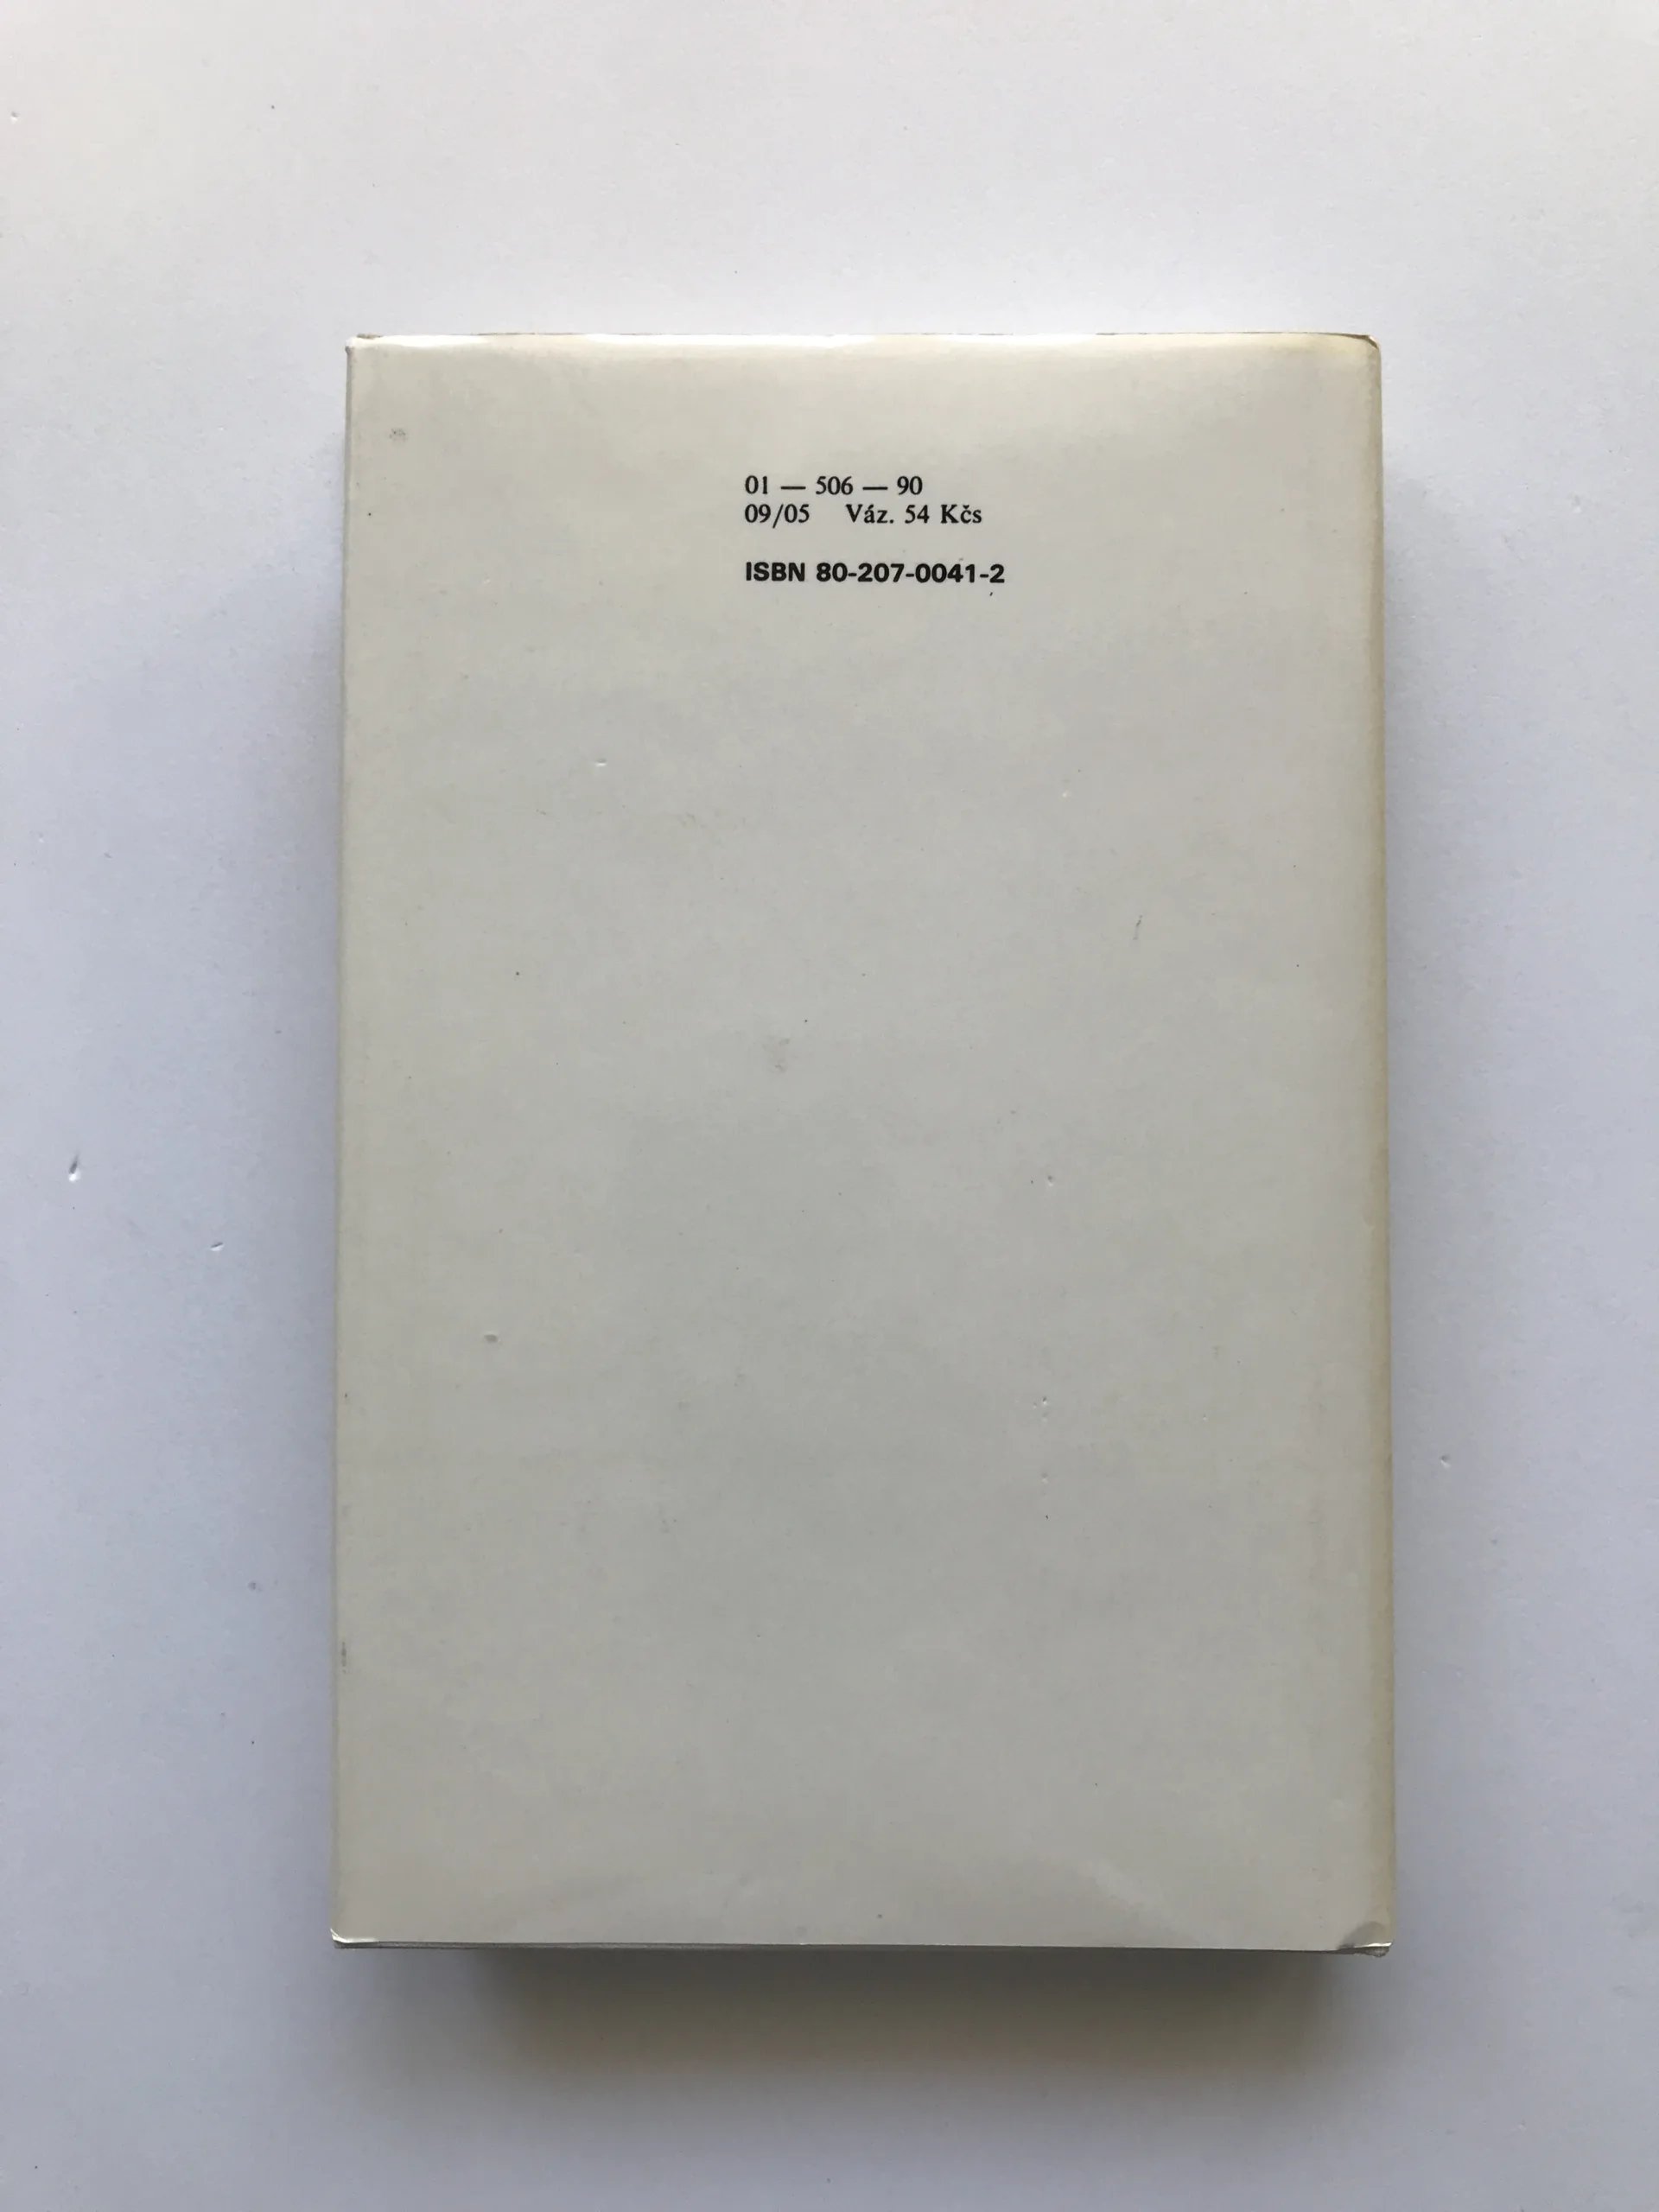 01 — 506 — 90
09/05 Váz. 54 Kčs
ISBN 80-207-0041-2